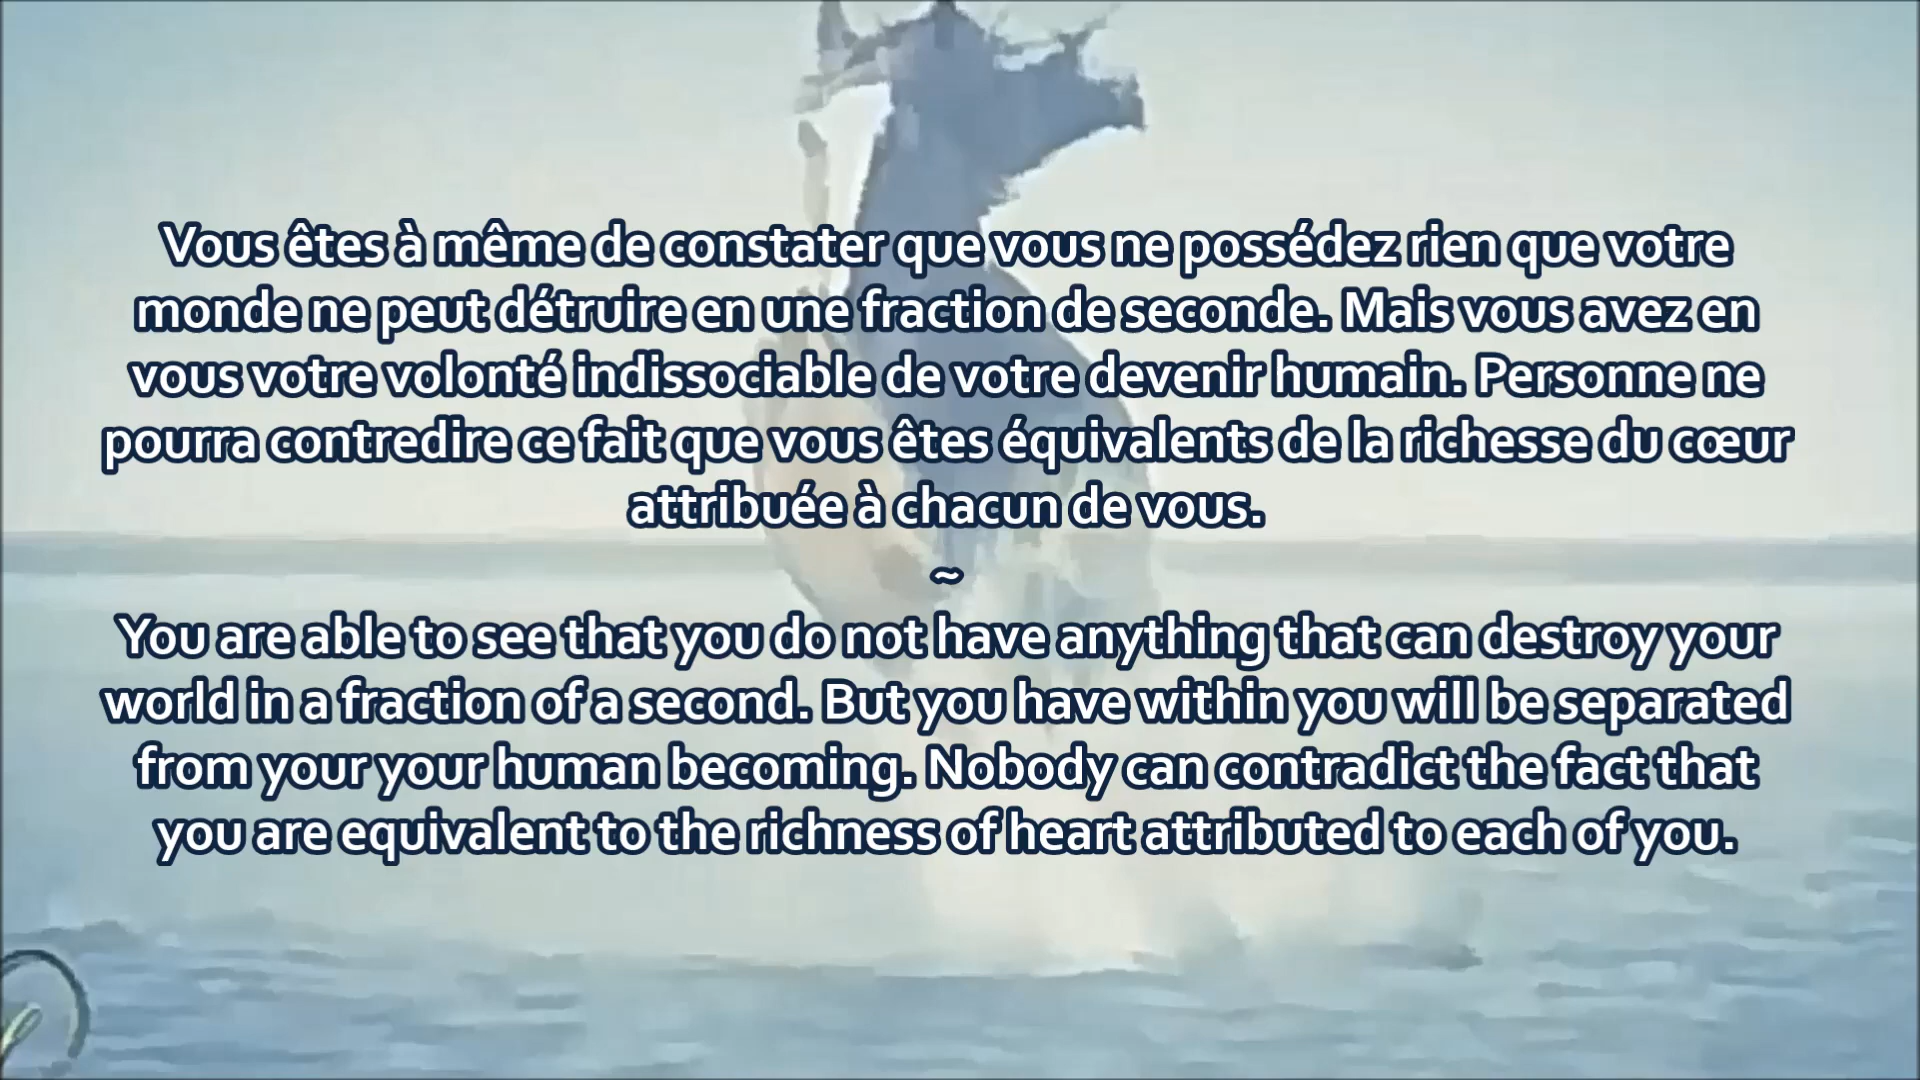 Vous êtes à même de constater que vous ne possédez rien que votre
monde ne peut détruire en une fraction de seconde. Mais vous avez en
vous votre volonté indissociable de votre devenir humain. Personne ne
pourra contredire ce fait que vous êtes équivalents de la richesse du cœur
attribuée à chacun de vous.
~
You are able to see that you do not have anything that can destroy your
world in a fraction of a second. But you have within you will be separated
from your your human becoming. Nobody can contradict the fact that
you are equivalent to the richness of heart attributed to each of you.